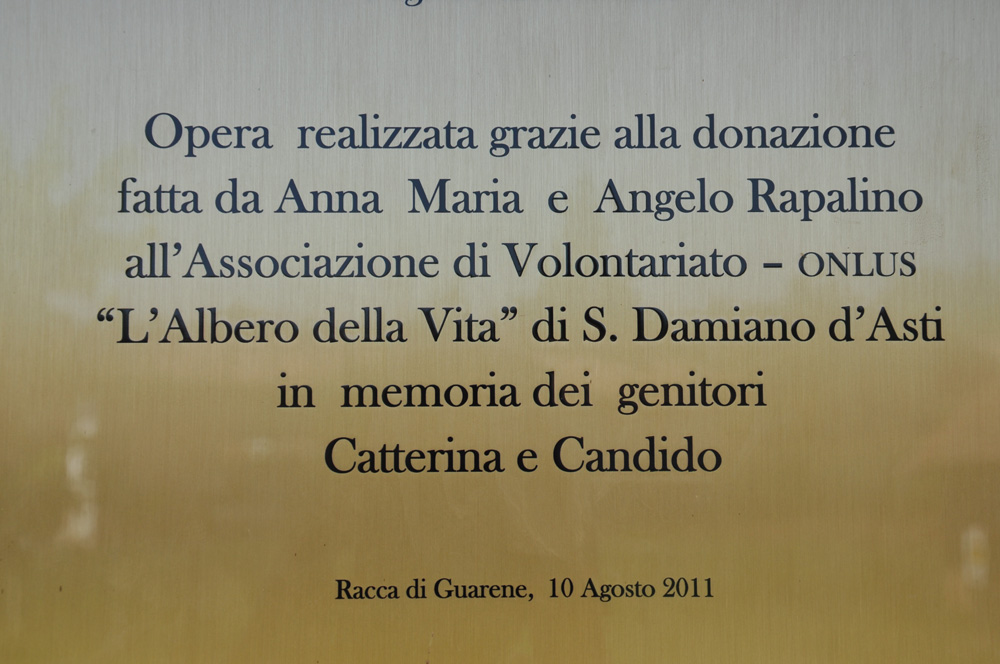 Opera realizzata grazie alla donazione
fatta da Anna Maria e Angelo Rapalino
all’Associazione di Volontariato – ONLUS
“L’Albero della Vita” di S. Damiano d’Asti
in memoria dei genitori
Catterina e Candido
Racca di Guarene, 10 Agosto 2011